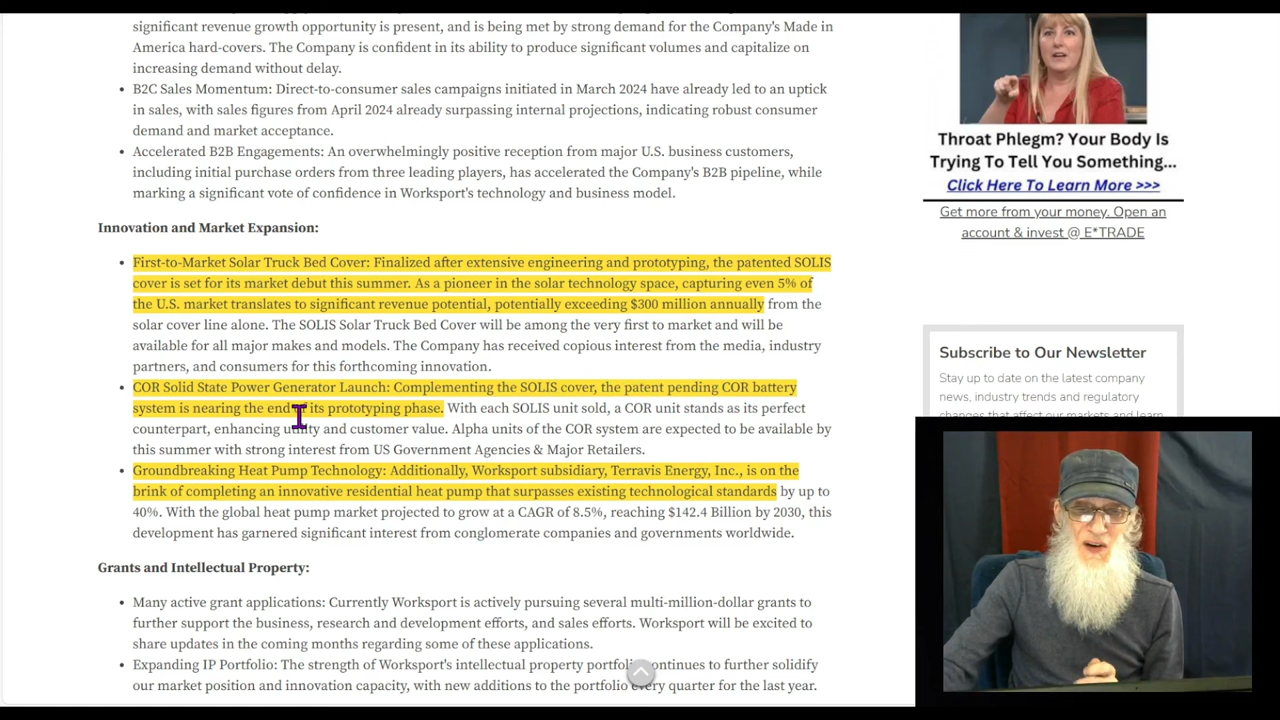 significant revenue growth opportunity is present, and is being met by strong demand for the Company's Made in
America hard-covers. The Company is confident in its ability to produce significant volumes and capitalize on
increasing demand without delay.
• B2C Sales Momentum: Direct-to-consumer sales campaigns initiated in March 2024 have already led to an uptick
in sales, with sales figures from April 2024 already surpassing internal projections, indicating robust consumer
demand and market acceptance.
• Accelerated B2B Engagements: An overwhelmingly positive reception from major U.S. business customers,
including initial purchase orders from three leading players, has accelerated the Company's B2B pipeline, while
marking a significant vote of confidence in Worksport's technology and business model.
Innovation and Market Expansion:
• First-to-Market Solar Truck Bed Cover: Finalized after extensive engineering and prototyping, the patented SOLIS
cover is set for its market debut this summer. As a pioneer in the solar technology space, capturing even 5% of
the U.S. market translates to significant revenue potential, potentially exceeding $300 million annually from the
solar cover line alone. The SOLIS Solar Truck Bed Cover will be among the very first to market and will be
available for all major makes and models. The Company has received copious interest from the media, industry
partners, and consumers for this forthcoming innovation.
• COR Solid State Power Generator Launch: Complementing the SOLIS cover, the patent pending COR battery
system is nearing the end of its prototyping phase. With each SOLIS unit sold, a COR unit stands as its perfect
counterpart, enhancing utility and customer value. Alpha units of the COR system are expected to be available by
this summer with strong interest from US Government Agencies & Major Retailers.
• Groundbreaking Heat Pump Technology: Additionally, Worksport subsidiary, Terravis Energy, Inc., is on the
brink of completing an innovative residential heat pump that surpasses existing technological standards by up to
40%. With the global heat pump market projected to grow at a CAGR of 8.5%, reaching $142.4 Billion by 2030, this
development has garnered significant interest from conglomerate companies and governments worldwide.
Grants and Intellectual Property:
• Many active grant applications: Currently Worksport is actively pursuing several multi-million-dollar grants to
further support the business, research and development efforts, and sales efforts. Worksport will be excited to
share updates in the coming months regarding some of these applications.
• Expanding IP Portfolio: The strength of Worksport's intellectual property portfolio continues to further solidify
our market position and innovation capacity, with new additions to the portfolio every quarter for the last year.
Throat Phlegm? Your Body Is
Trying To Tell You Something...
Click Here To Learn More >>>
Get more from your money. Open an
account & invest @ E*TRADE
Subscribe to Our Newsletter
Stay up to date on the latest company
news, industry trends and regulatory
changes that affect our markets and learn